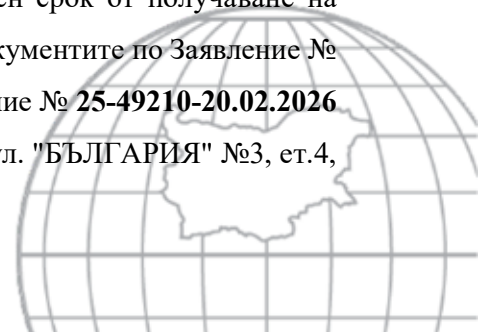 ен срок от получаване на
кументите по Заявление №
ние № 25-49210-20.02.2026
ул. "БЪЛГАРИЯ" №3, ет.4,